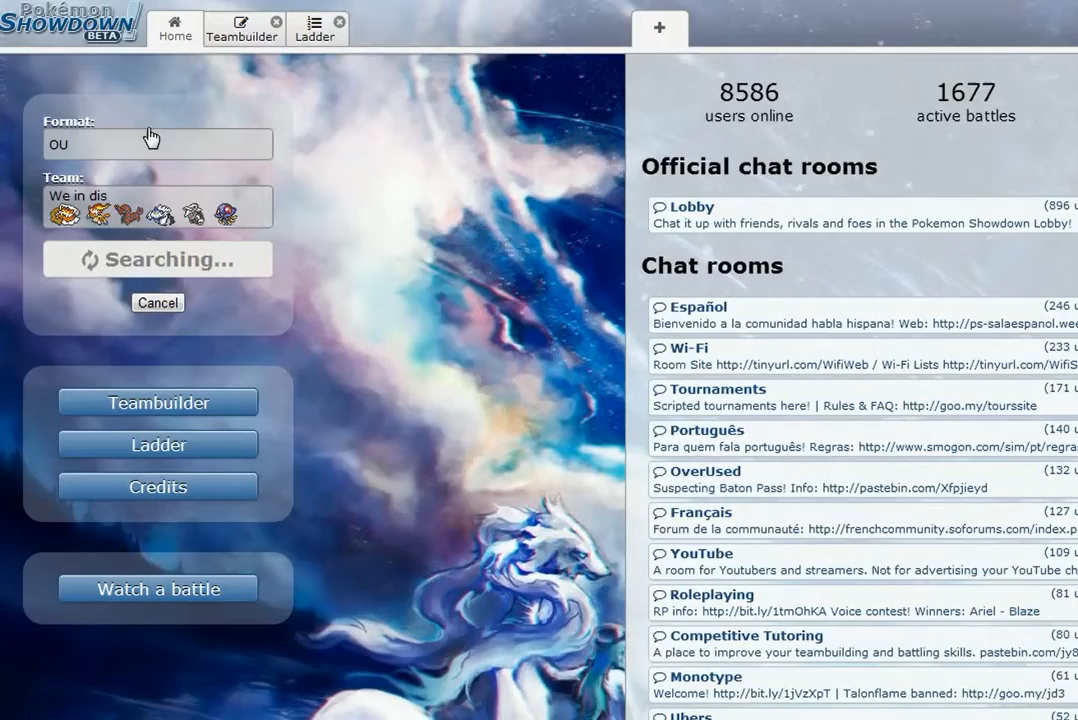 Pokémon
SHOWDOWN!
BETA
Home
Teambuilder
Ladder
+
Format:
OU
Team:
We in dis
Searching...
Cancel
Teambuilder
Ladder
Credits
Watch a battle
8586
users online
1677
active battles
Official chat rooms
Lobby (896 u
Chat it up with friends, rivals and foes in the Pokemon Showdown Lobby!
Chat rooms
Español (246 u
Bienvenido a la comunidad habla hispana! Web: http://ps-salaespanol.wee
Wi-Fi (233 u
Room Site http://tinyurl.com/WifiWeb / Wi-Fi Lists http://tinyurl.com/WifiS
Tournaments (171 u
Scripted tournaments here! | Rules & FAQ: http://goo.my/tourssite
Português (140 u
Para quem fala português! Regras: http://www.smogon.com/sim/pt/regra
OverUsed (132 u
Suspecting Baton Pass! Info: http://pastebin.com/Xfpjieyd
Français (127 u
Forum de la communauté: http://frenchcommunity.soforums.com/index.p
YouTube (109 u
A room for Youtubers and streamers. Not for advertising your YouTube ch
Roleplaying (81 u
RP info: http://bit.ly/1tmOhKA Voice contest! Winners: Ariel - Blaze
Competitive Tutoring (80 u
A place to improve your teambuilding and battling skills. pastebin.com/jy8
Monotype (61 u
Welcome! http://bit.ly/1jVzXpT | Talonflame banned: http://goo.my/jd3
Ubers (52 u